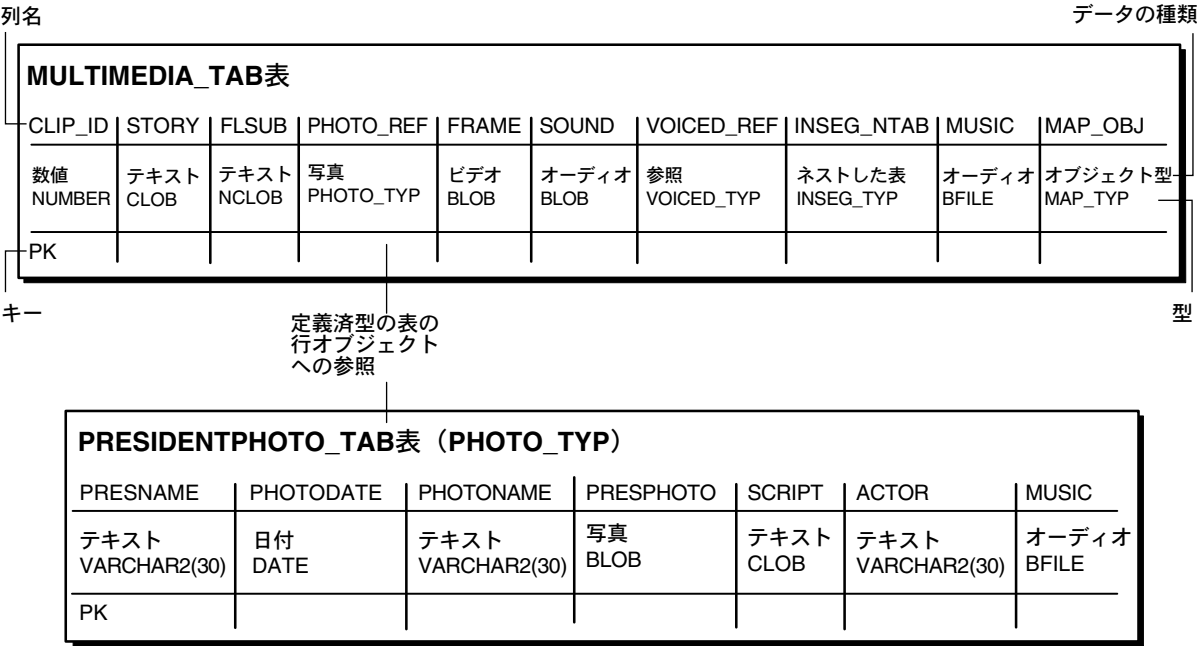 列名
データの種類
MULTIMEDIA_TAB表
CLIP_ID STORY FLSUB PHOTO_REF FRAME SOUND VOICED_REF INSEG_NTAB MUSIC MAP_OBJ
数値 テキスト テキスト 写真 ビデオ オーディオ 参照 ネストした表 オーディオ オブジェクト型
NUMBER CLOB NCLOB PHOTO_TYP BLOB BLOB VOICED_TYP INSEG_TYP BFILE MAP_TYP
PK
キー
型
定義済型の表の
行オブジェクト
への参照
PRESIDENTPHOTO_TAB表（PHOTO_TYP）
PRESNAME PHOTODATE PHOTONAME PRESPHOTO SCRIPT ACTOR MUSIC
テキスト 日付 テキスト 写真 テキスト テキスト オーディオ
VARCHAR2(30) DATE VARCHAR2(30) BLOB CLOB VARCHAR2(30) BFILE
PK